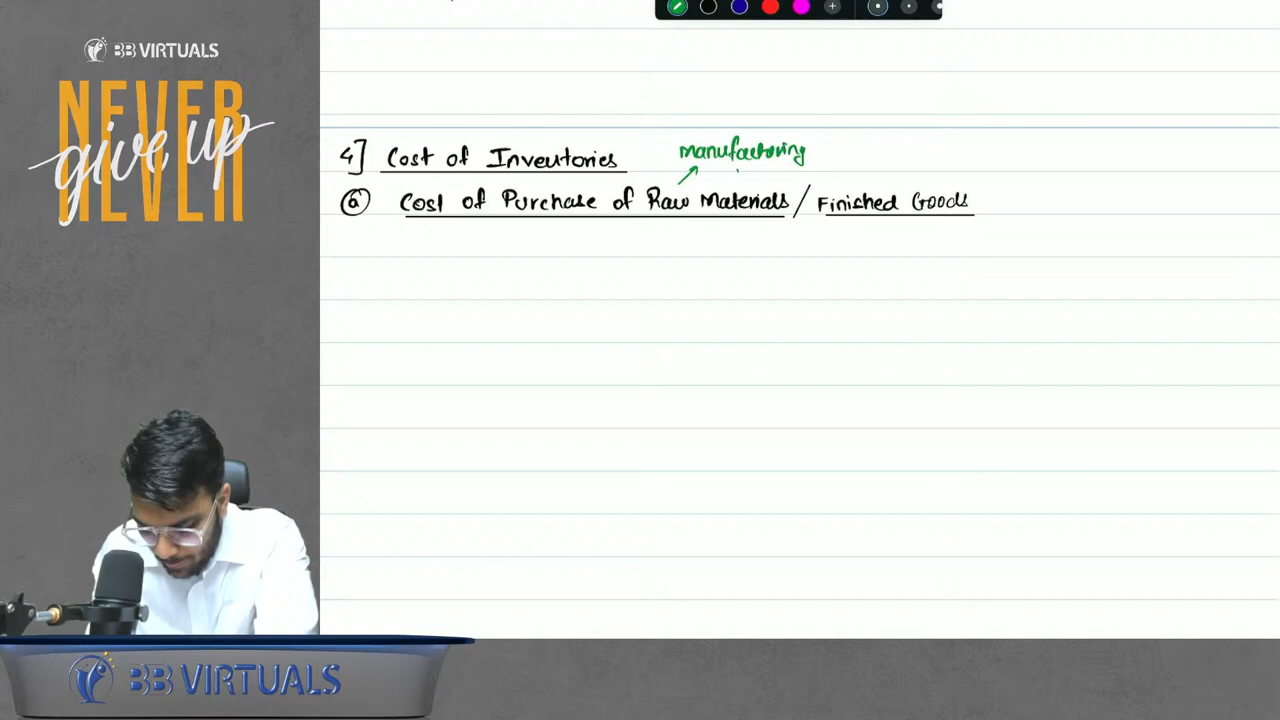 BB VIRTUALS
NEVER
give up
NEVER
4] Cost of Inventories
manufacturing
(a) Cost of Purchase of Raw Materials / Finished Goods
BB VIRTUALS